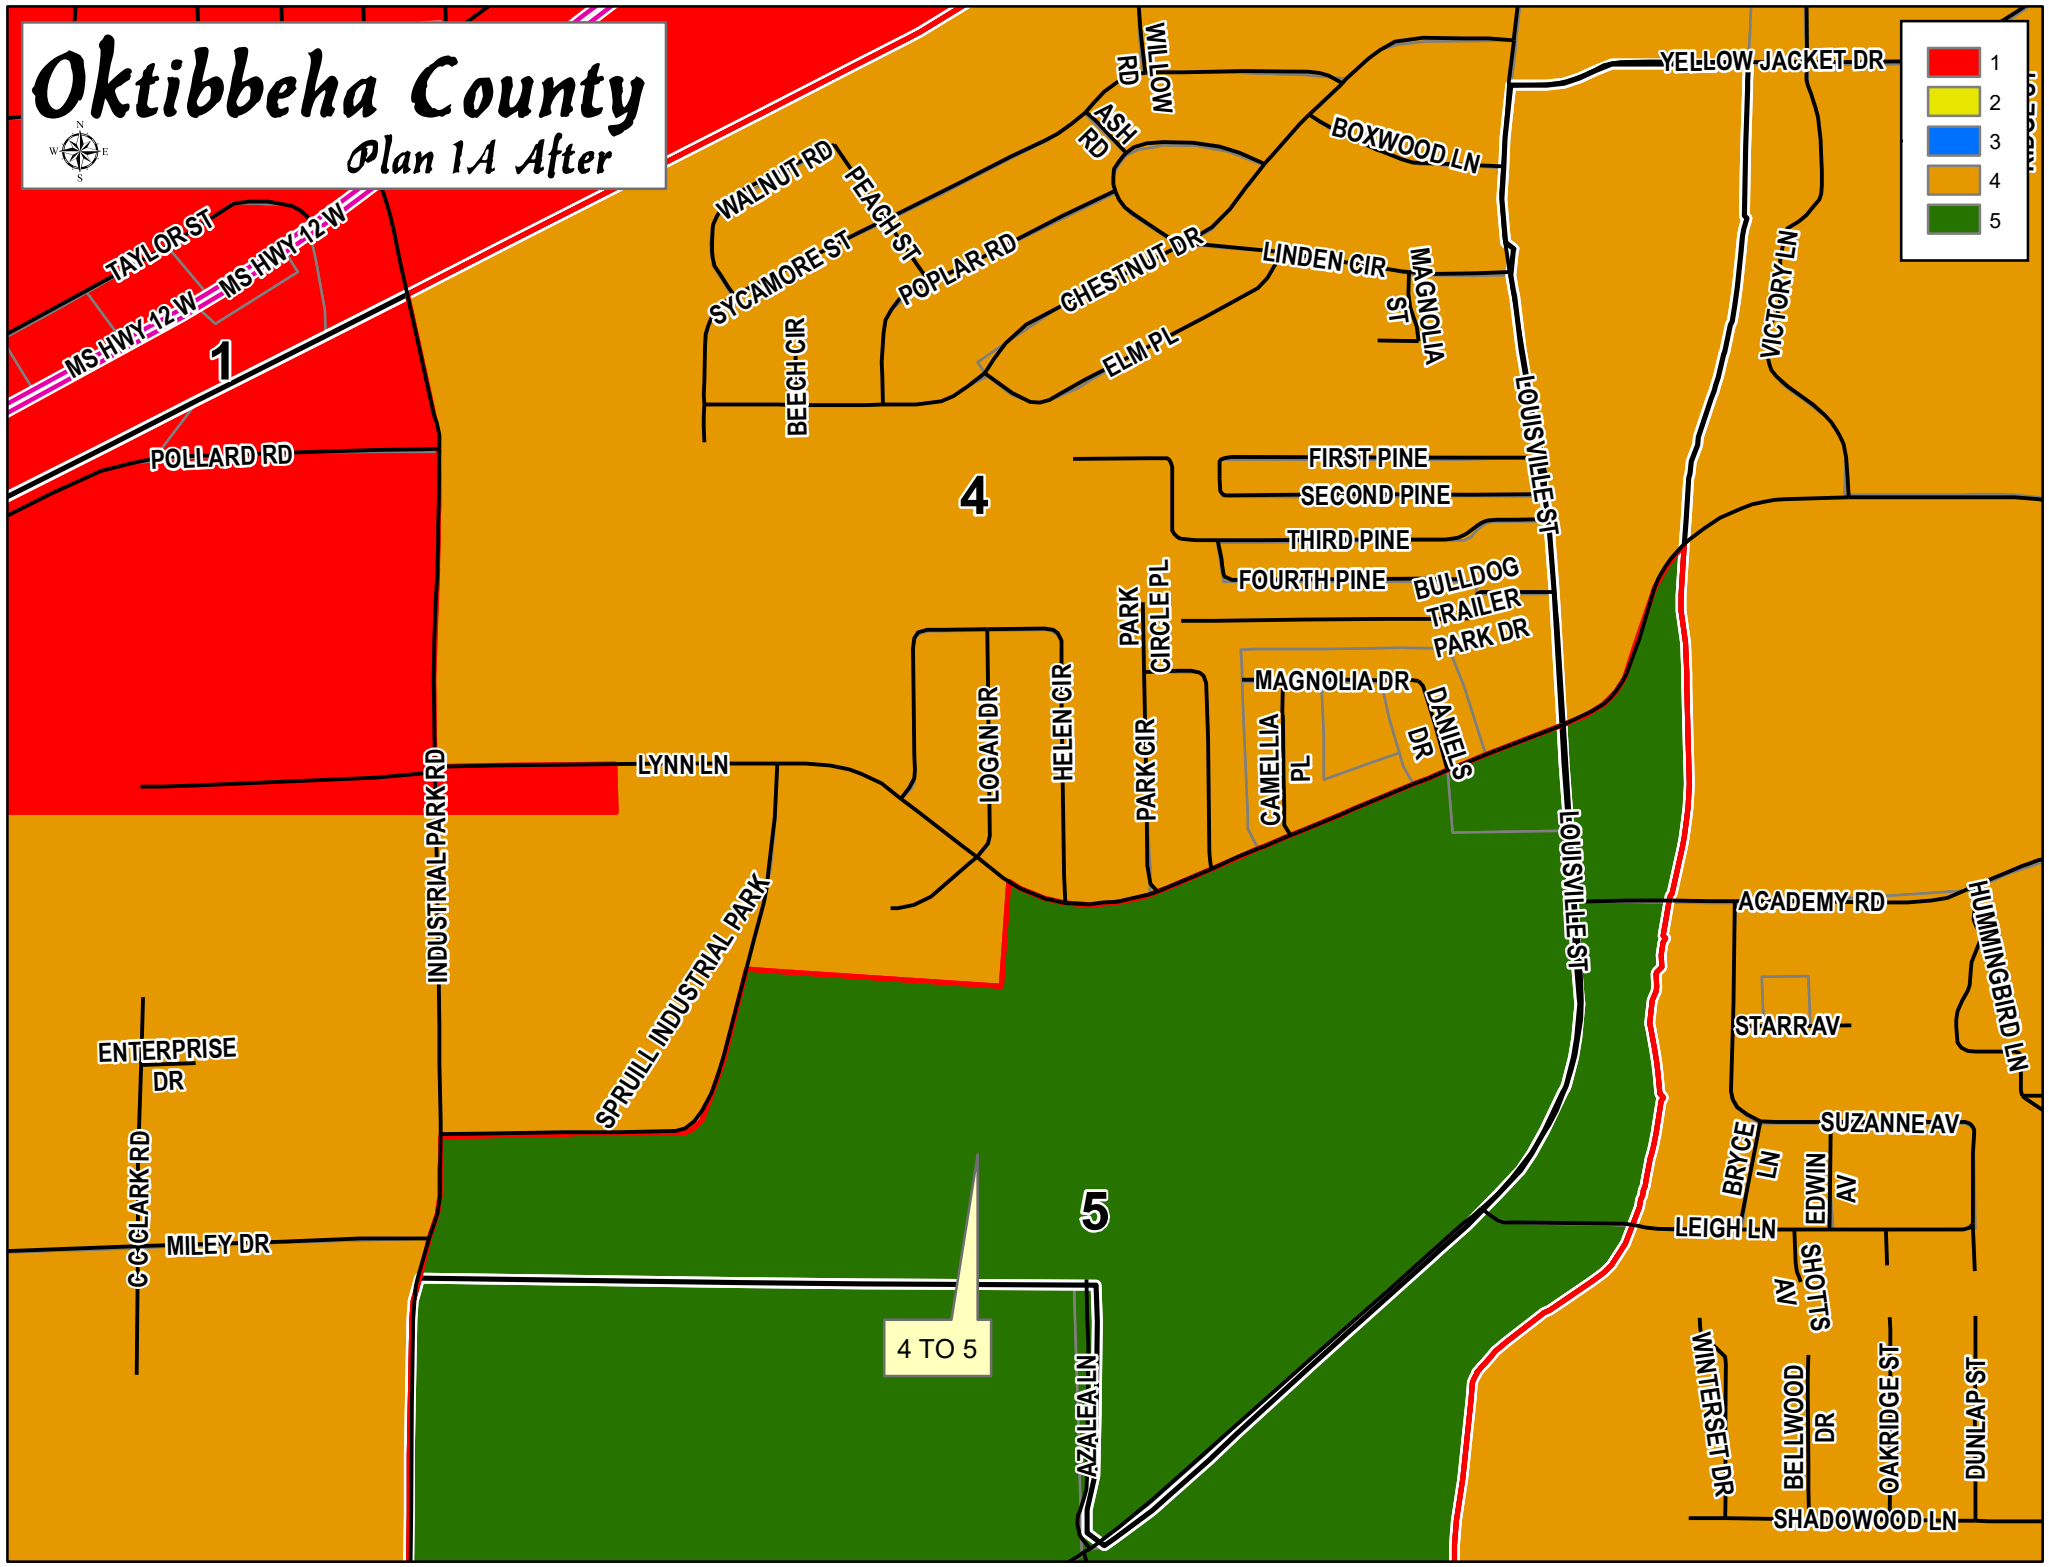 Oktibbeha County
Plan 1A After
N
W E
S
1
2
3
4
5
YELLOW JACKET DR
WILLOW
RD
ASH
RD
BOXWOOD LN
WALNUT RD
PEACH ST
TAYLOR ST
MS HWY 12 W
MS HWY 12 W
SYCAMORE ST
POPLAR RD
CHESTNUT DR
LINDEN CIR
MAGNOLIA
ST
VICTORY LN
1
BEECH CIR
ELM PL
LOUISVILLE ST
POLLARD RD
FIRST PINE
4
SECOND PINE
THIRD PINE
FOURTH PINE
BULLDOG
TRAILER
PARK DR
PARK
CIRCLE PL
MAGNOLIA DR
DANIELS
DR
CAMELLIA
PL
LOGAN DR
HELEN CIR
PARK CIR
LYNN LN
INDUSTRIAL PARK RD
LOUISVILLE ST
ACADEMY RD
HUMMINGBIRD LN
SPRUILL INDUSTRIAL PARK
STARR AV
ENTERPRISE
DR
SUZANNE AV
BRYCE
LN
EDWIN
AV
C C CLARK RD
5
LEIGH LN
MILEY DR
SHOTTS
AV
4 TO 5
AZALEA LN
WINTERSET DR
BELLWOOD
DR
OAKRIDGE ST
DUNLAP ST
SHADOWOOD LN